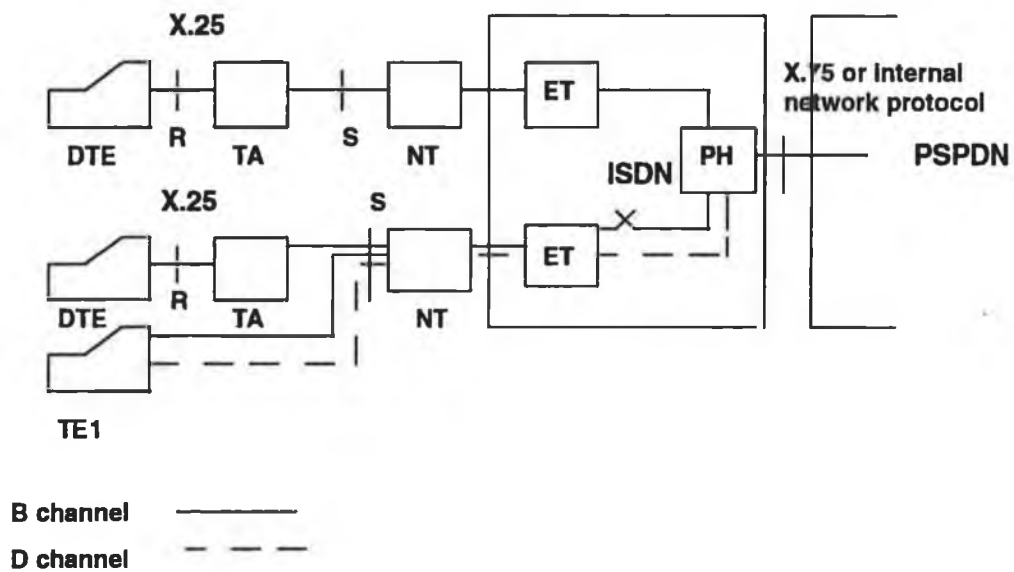 X.25
X.75 or internal
network protocol
ET
R
S
DTE
TA
NT
PH
PSPDN
ISDN
X.25
S
ET
R
DTE
TA
NT
TE1
B channel
D channel